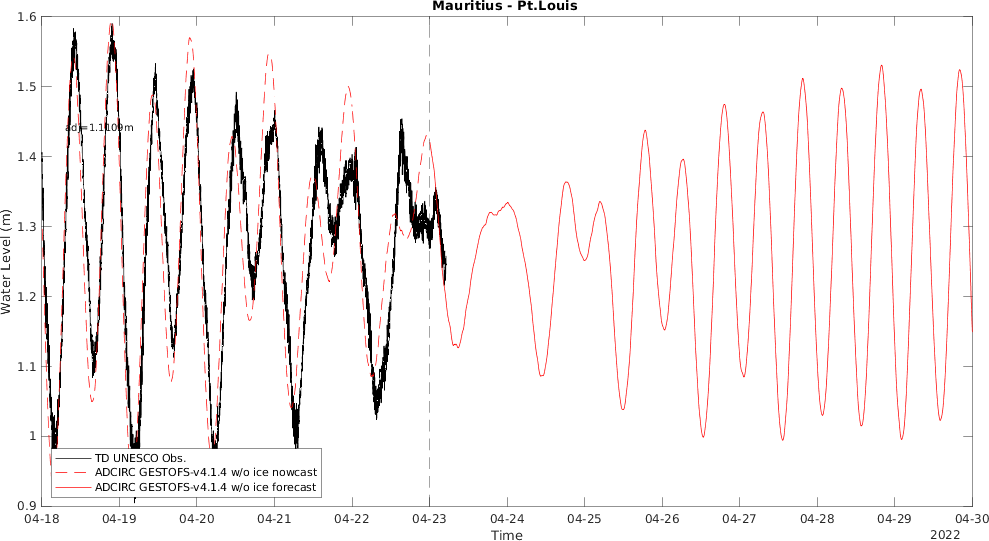 Mauritius - Pt.Louis
1.6
1.5
1.4
1.3
1.2
1.1
1
0.9
Water Level (m)
adj=1.1109m
TD UNESCO Obs.
ADCIRC GESTOFS-v4.1.4 w/o ice nowcast
ADCIRC GESTOFS-v4.1.4 w/o ice forecast
04-18 04-19 04-20 04-21 04-22 04-23 04-24 04-25 04-26 04-27 04-28 04-29 04-30
Time
2022